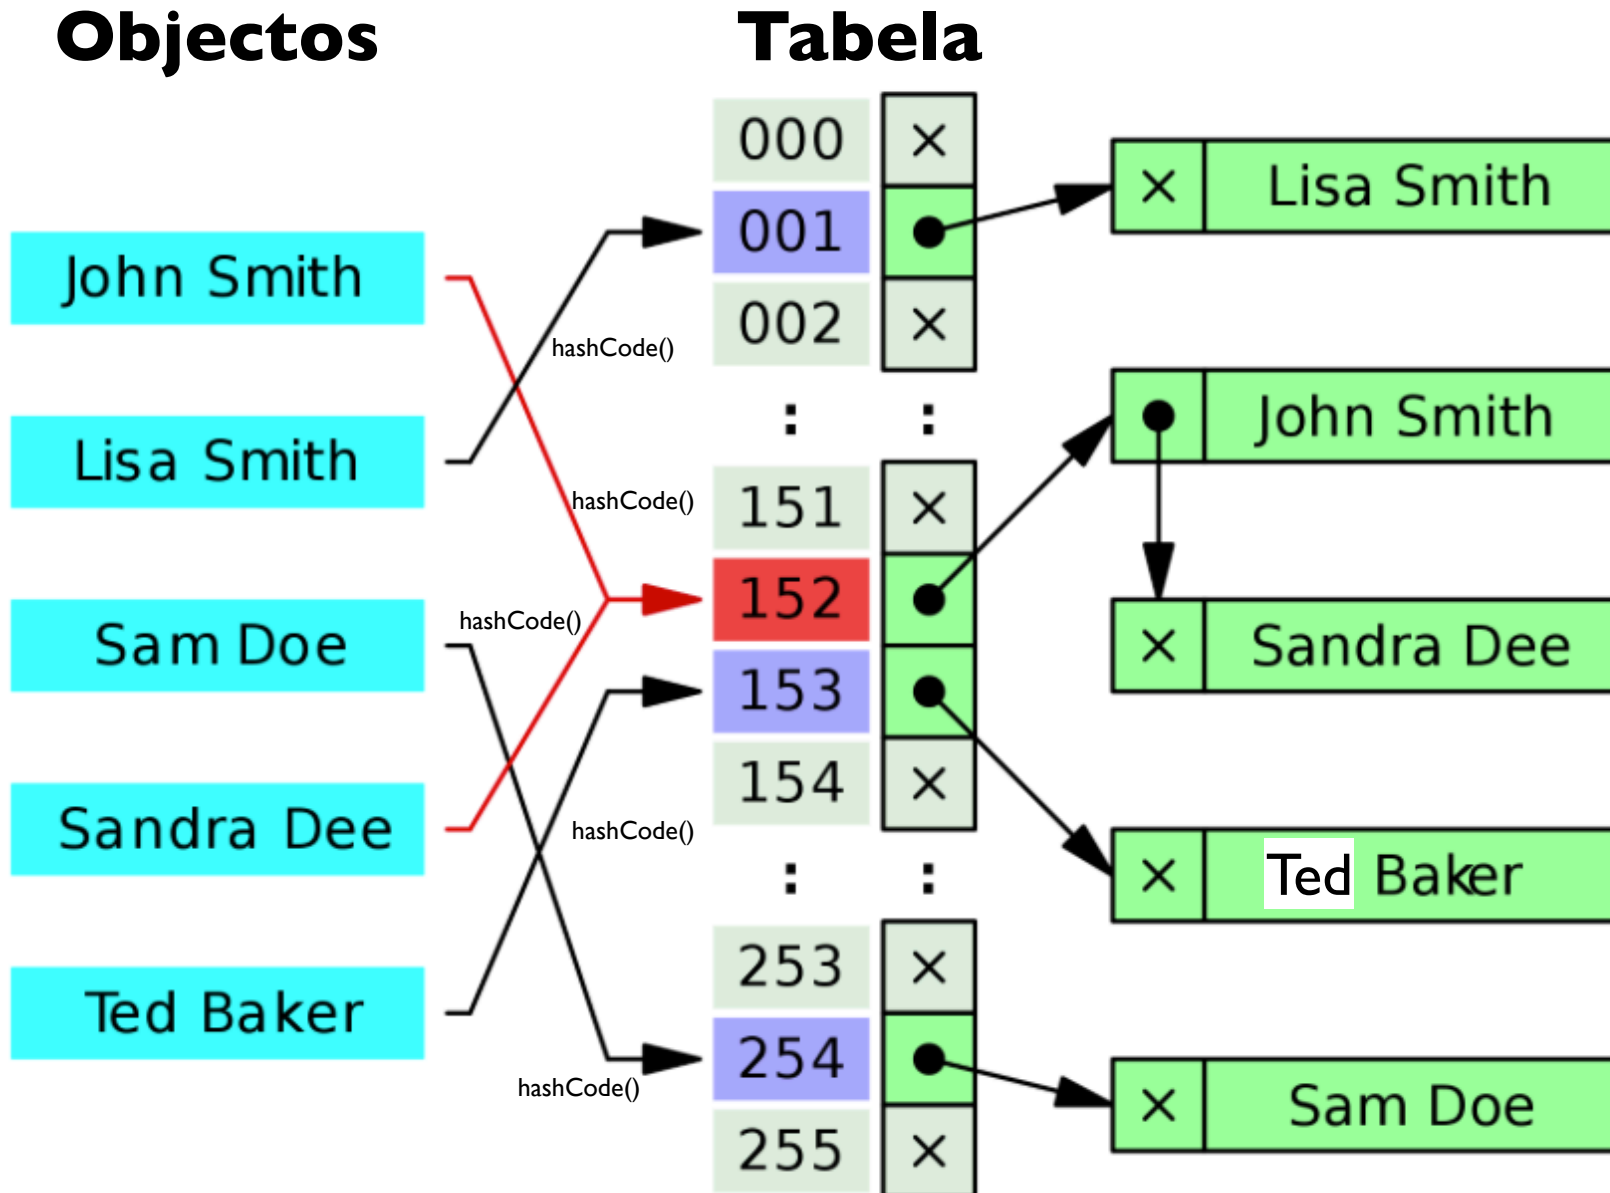 Objectos
Tabela
John Smith
Lisa Smith
Sam Doe
Sandra Dee
Ted Baker
hashCode()
hashCode()
hashCode()
hashCode()
hashCode()
000
001
002
:
:
151
152
153
154
:
:
253
254
255
Lisa Smith
John Smith
Sandra Dee
Ted Baker
Sam Doe